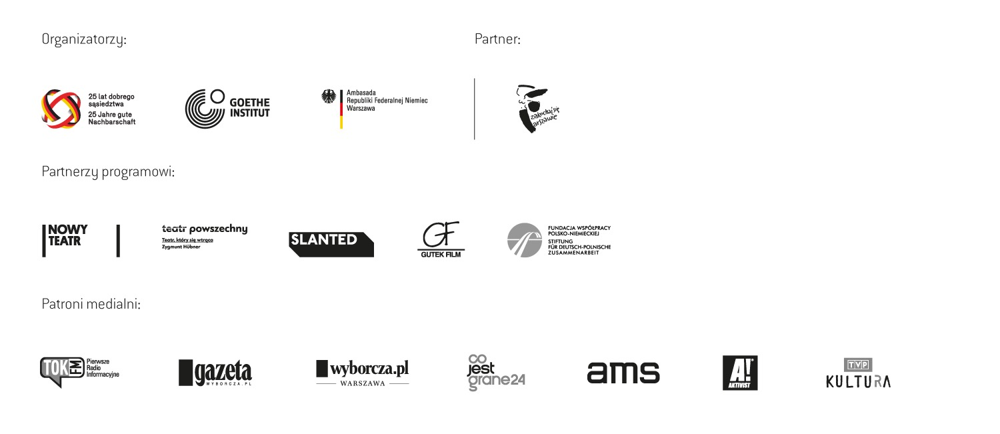 Organizatorzy:
Partner:
25 lat dobrego
sąsiedztwa
25 Jahre gute
Nachbarschaft
GOETHE
INSTITUT
Ambasada
Republiki Federalnej Niemiec
Warszawa
zakochaj się
warszawie
Partnerzy programowi:
NOWY
TEATR
teatr powszechny
Teatr, który się wtrąca
Zygmunt Hübner
SLANTED
GF
GUTEK FILM
FUNDACJA WSPÓŁPRACY
POLSKO-NIEMIECKIEJ
STIFTUNG
FÜR DEUTSCH-POLNISCHE
ZUSAMMENARBEIT
Patroni medialni:
TOK FM
Pierwsze
Radio
Informacyjne
gazeta
WYBORCZA.PL
wyborcza.pl
WARSZAWA
co
jest
grane24
ams
A!
AKTIVIST
TVP
KULTURA